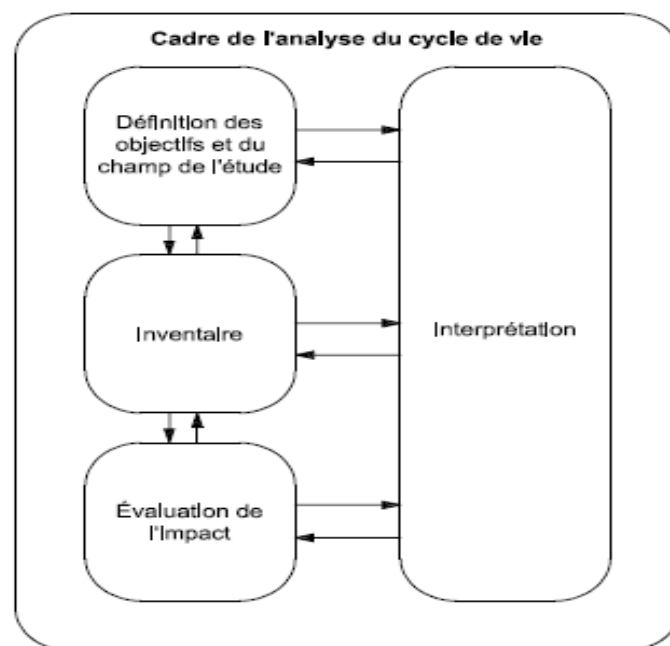 Cadre de l'analyse du cycle de vie
Définition des
objectifs et du
champ de l'étude
Inventaire
Interprétation
Évaluation de
l'impact